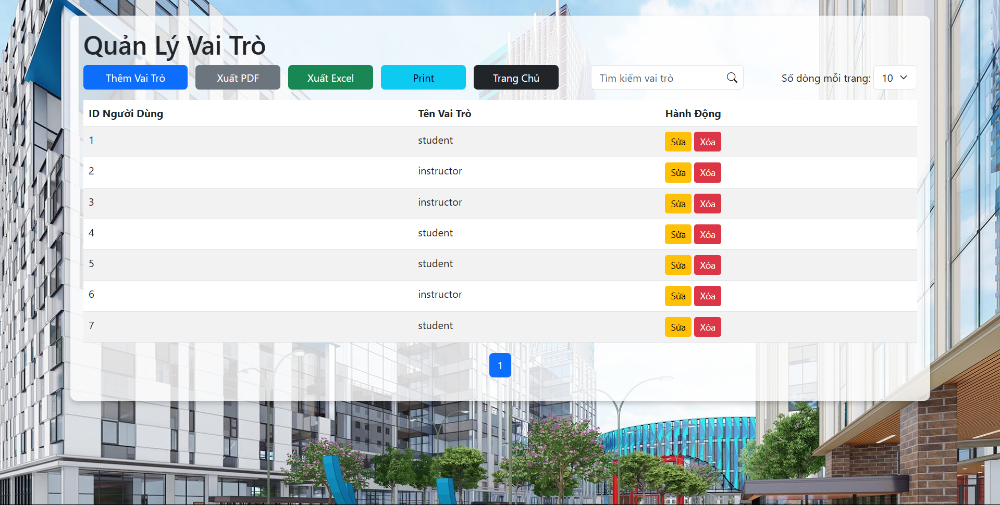 Quản Lý Vai Trò
Thêm Vai Trò Xuất PDF Xuất Excel Print Trang Chủ Tìm kiếm vai trò Số dòng mỗi trang: 10
ID Người Dùng Tên Vai Trò Hành Động
1 student Sửa Xóa
2 instructor Sửa Xóa
3 instructor Sửa Xóa
4 student Sửa Xóa
5 student Sửa Xóa
6 instructor Sửa Xóa
7 student Sửa Xóa
1